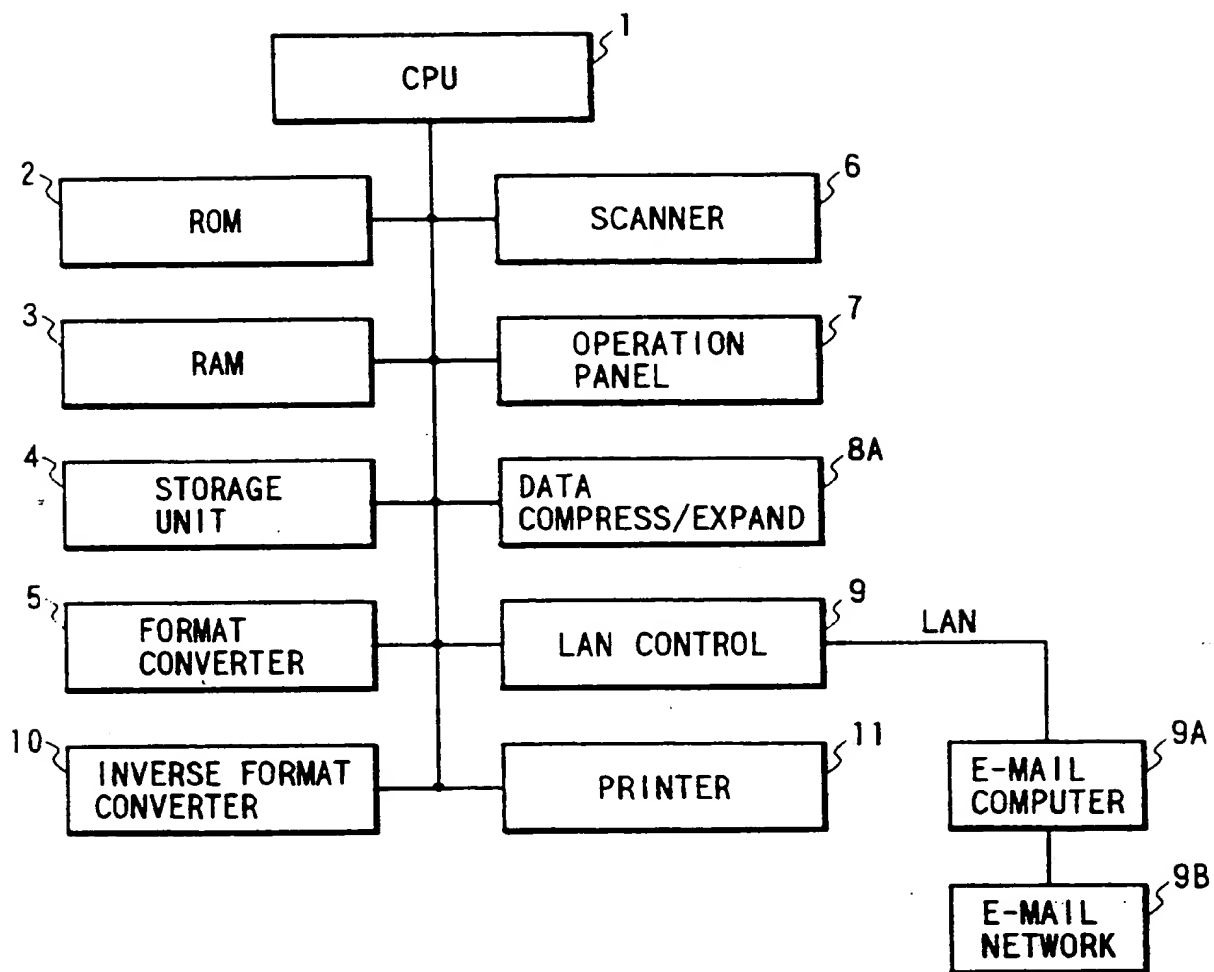 1
CPU
2
ROM
6
SCANNER
3
RAM
7
OPERATION
PANEL
4
STORAGE
UNIT
8A
DATA
COMPRESS/EXPAND
5
FORMAT
CONVERTER
9
LAN CONTROL
LAN
10
INVERSE FORMAT
CONVERTER
11
PRINTER
9A
E-MAIL
COMPUTER
9B
E-MAIL
NETWORK